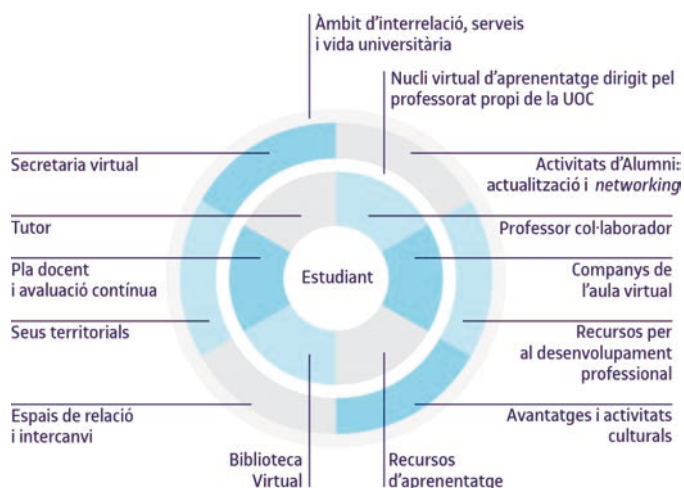 Àmbit d'interrelació, serveis
i vida universitària
Nucli virtual d'aprenentatge dirigit pel
professorat propi de la UOC
Secretaria virtual
Activitats d'Alumni:
actualització i networking
Tutor
Professor col·laborador
Pla docent
i avaluació contínua
Estudiant
Companys de
l'aula virtual
Seus territorials
Recursos per
al desenvolupament
professional
Espais de relació
i intercanvi
Avantatges i activitats
culturals
Biblioteca
Virtual
Recursos
d'aprenentatge